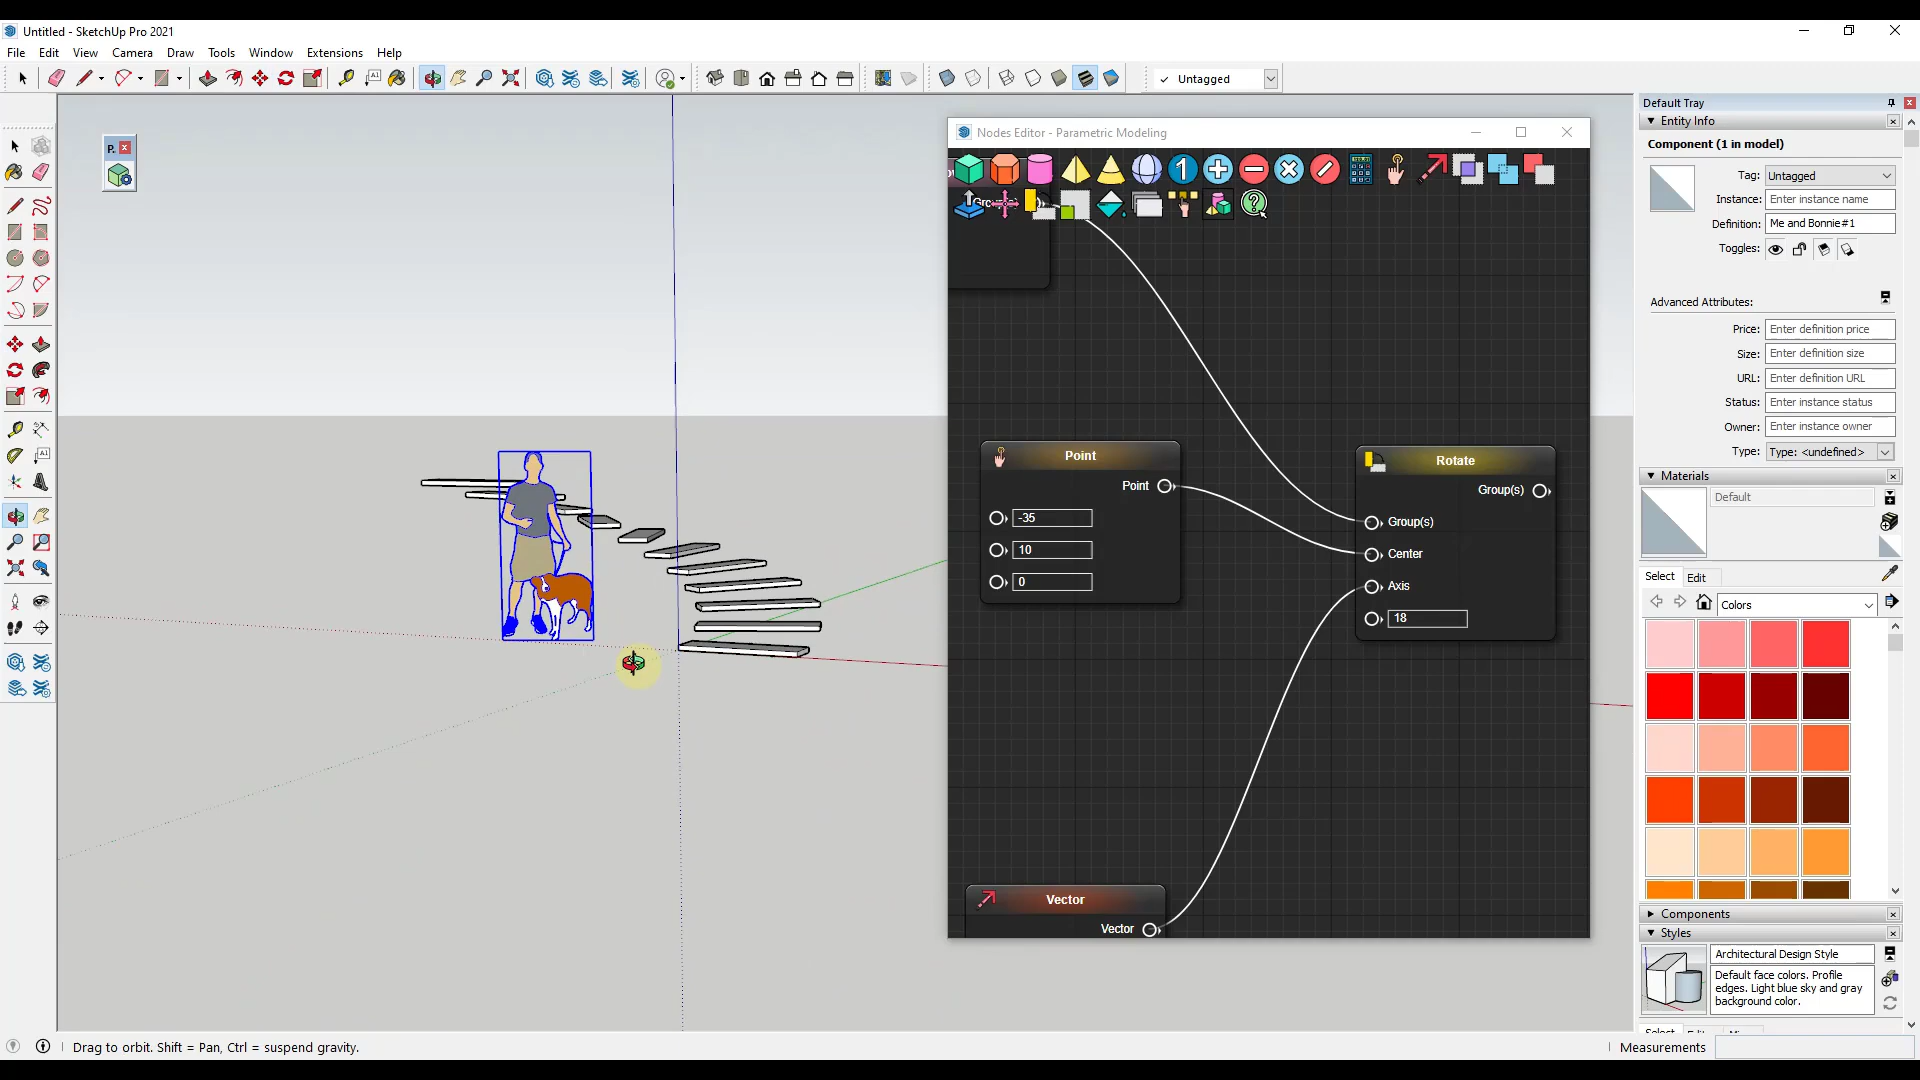 Untitled - SketchUp Pro 2021
File Edit View Camera Draw Tools Window Extensions Help
Untagged
P.
Nodes Editor - Parametric Modeling
Point
Point
-35
10
0
Rotate
Group(s)
Group(s)
Center
Axis
18
Vector
Vector
Default Tray
Entity Info
Component (1 in model)
Tag: Untagged
Instance: Enter instance name
Definition: Me and Bonnie#1
Toggles:
Advanced Attributes:
Price: Enter definition price
Size: Enter definition size
URL: Enter definition URL
Status: Enter instance status
Owner: Enter instance owner
Type: Type: <undefined>
Materials
Default
Select Edit
Colors
Components
Styles
Architectural Design Style
Default face colors. Profile
edges. Light blue sky and gray
background color.
Drag to orbit. Shift = Pan, Ctrl = suspend gravity.
Measurements